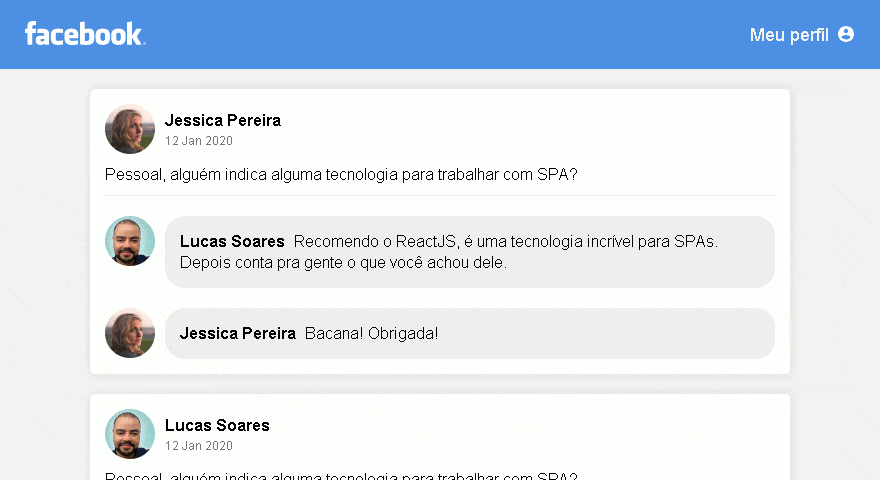 facebook.
Meu perfil
Jessica Pereira
12 Jan 2020
Pessoal, alguém indica alguma tecnologia para trabalhar com SPA?
Lucas Soares Recomendo o ReactJS, é uma tecnologia incrível para SPAs.
Depois conta pra gente o que você achou dele.
Jessica Pereira Bacana! Obrigada!
Lucas Soares
12 Jan 2020
Pessoal, alguém indica alguma tecnologia para trabalhar com SPA?